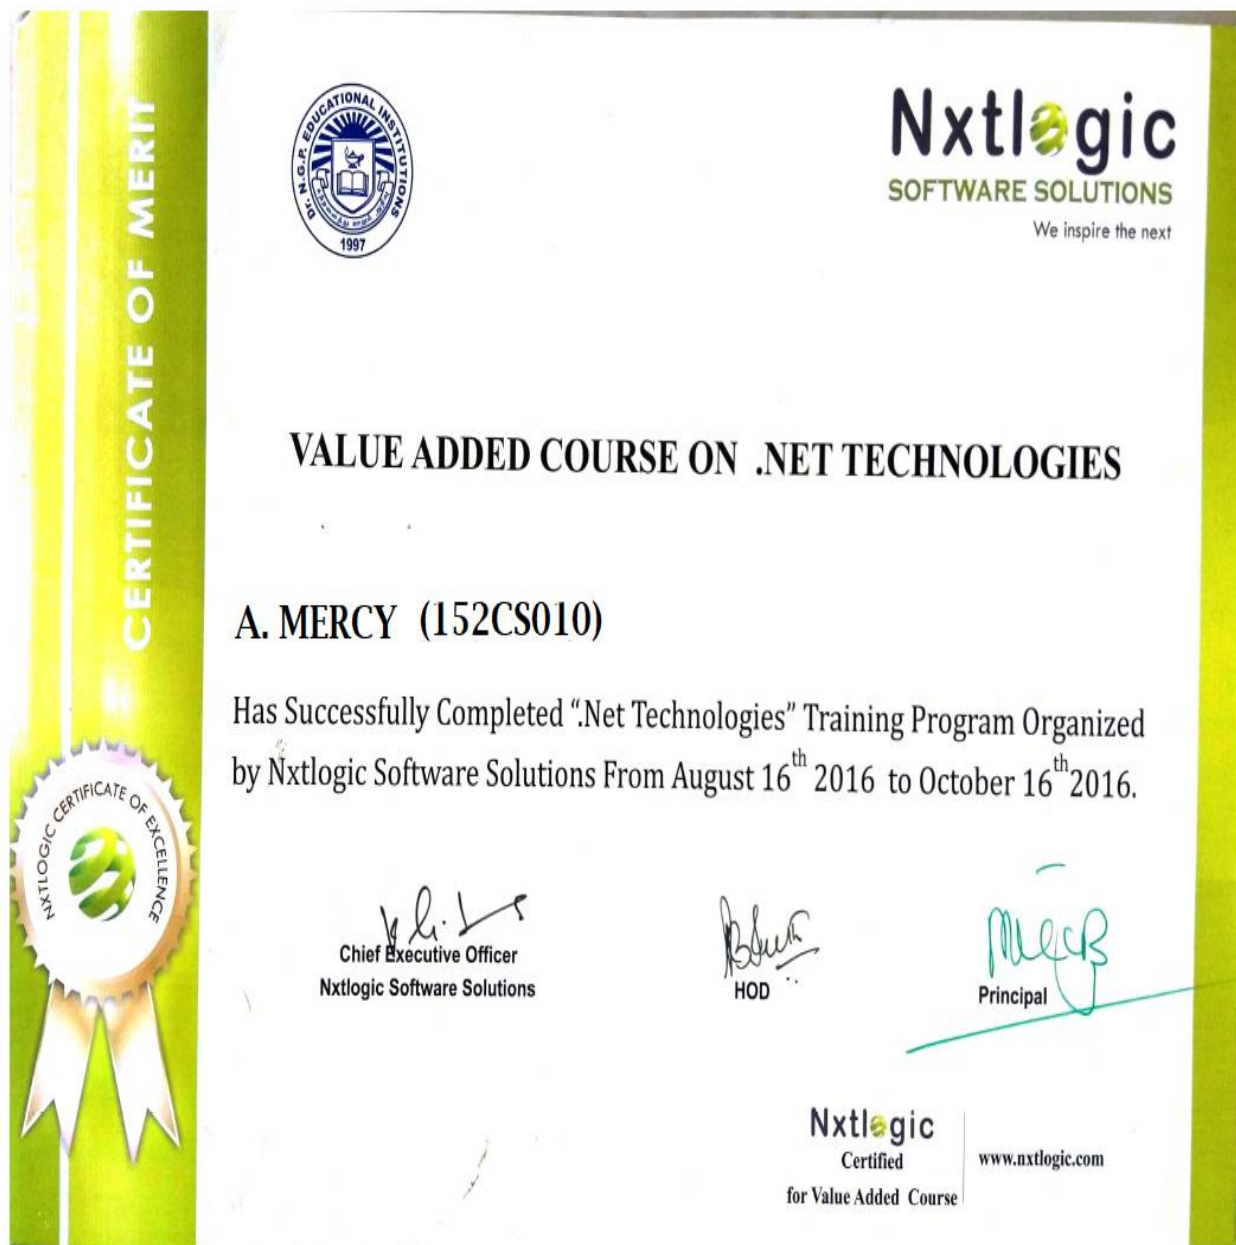 CERTIFICATE OF MERIT
Dr. N.G.P. EDUCATIONAL INSTITUTIONS
1997
Nxtlogic
SOFTWARE SOLUTIONS
We inspire the next
VALUE ADDED COURSE ON .NET TECHNOLOGIES
A. MERCY (152CS010)
Has Successfully Completed “.Net Technologies” Training Program Organized
by Nxtlogic Software Solutions From August 16th 2016 to October 16th 2016.
NXTLOGIC CERTIFICATE OF EXCELLENCE
Chief Executive Officer
Nxtlogic Software Solutions
HOD
Principal
Nxtlogic
Certified
for Value Added Course
www.nxtlogic.com